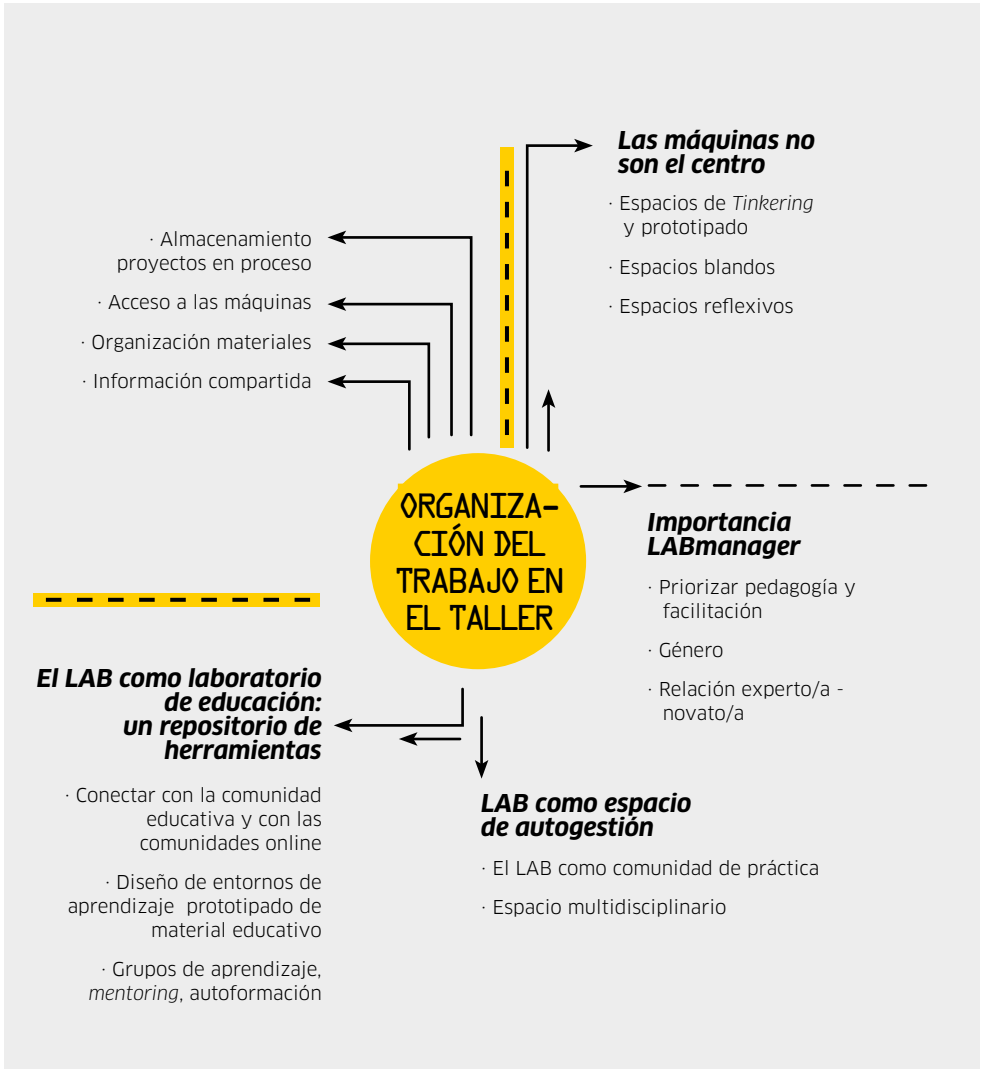 Las máquinas no
son el centro
· Espacios de Tinkering
y prototipado
· Espacios blandos
· Espacios reflexivos
· Almacenamiento
proyectos en proceso
· Acceso a las máquinas
· Organización materiales
· Información compartida
ORGANIZA-
CIÓN DEL
TRABAJO EN
EL TALLER
Importancia
LABmanager
· Priorizar pedagogía y
facilitación
· Género
· Relación experto/a -
novato/a
El LAB como laboratorio
de educación:
un repositorio de
herramientas
· Conectar con la comunidad
educativa y con las
comunidades online
· Diseño de entornos de
aprendizaje prototipado de
material educativo
· Grupos de aprendizaje,
mentoring, autoformación
LAB como espacio
de autogestión
· El LAB como comunidad de práctica
· Espacio multidisciplinario